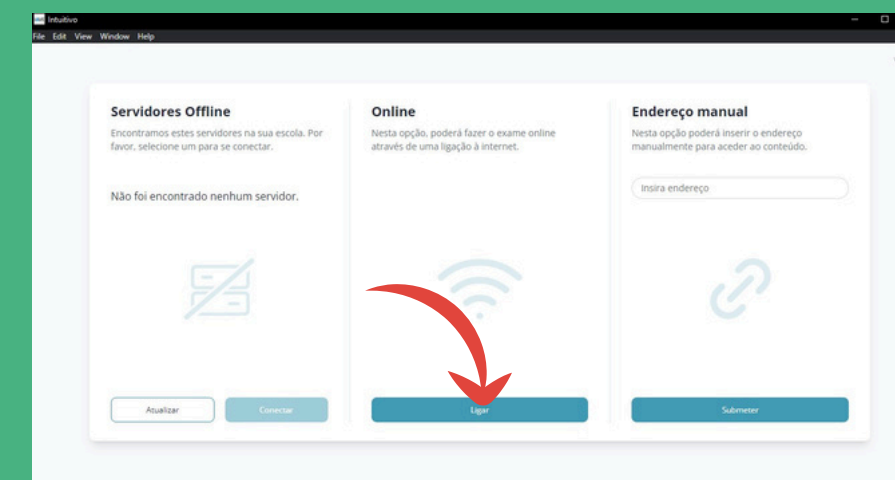 Intuitivo
File Edit View Window Help
Servidores Offline
Encontramos estes servidores na sua escola. Por
favor, selecione um para se conectar.
Não foi encontrado nenhum servidor.
Atualizar
Conectar
Online
Nesta opção, poderá fazer o exame online
através de uma ligação à internet.
Ligar
Endereço manual
Nesta opção poderá inserir o endereço
manualmente para aceder ao conteúdo.
Insira endereço
Submeter